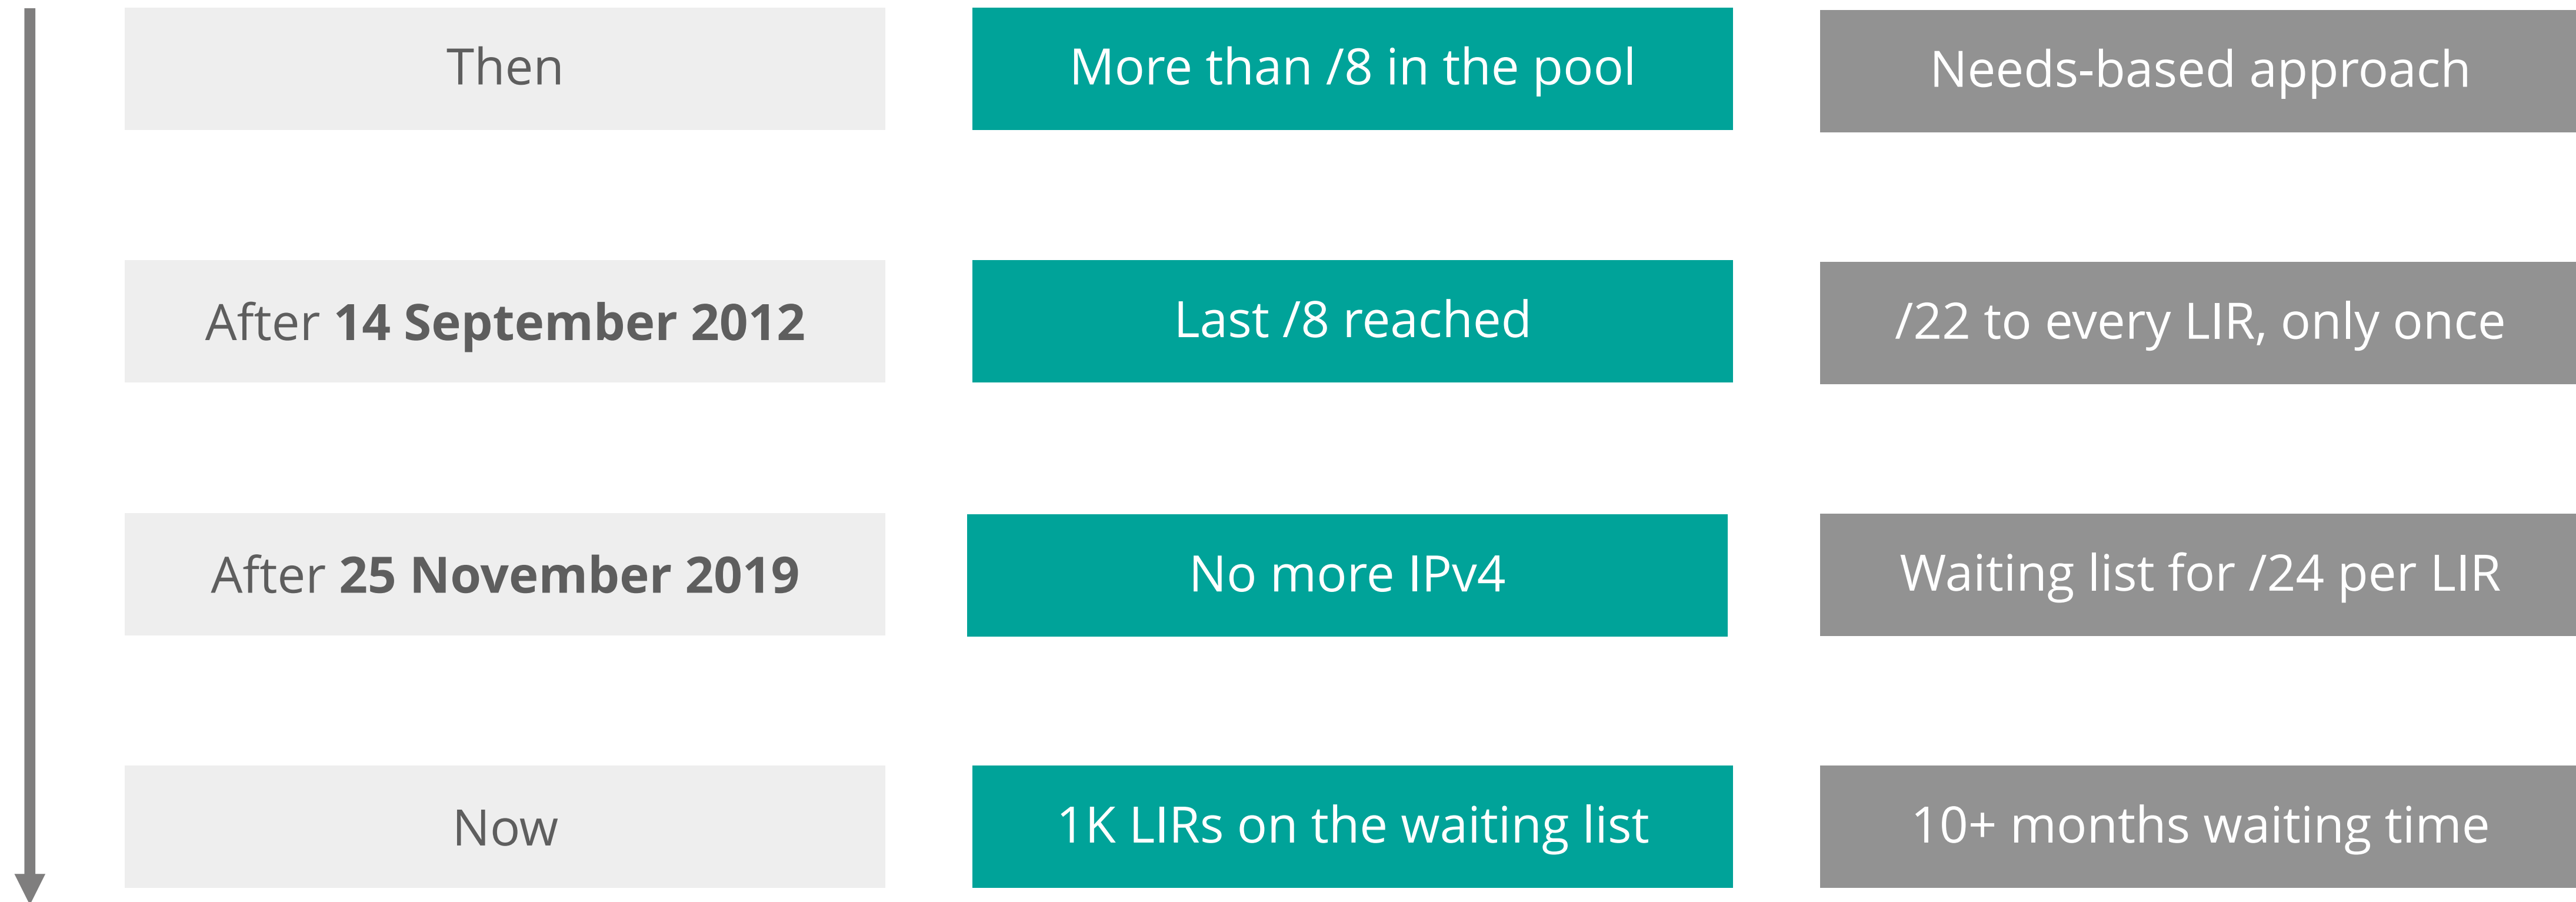 Then
More than /8 in the pool
Needs-based approach
After 14 September 2012
Last /8 reached
/22 to every LIR, only once
After 25 November 2019
No more IPv4
Waiting list for /24 per LIR
Now
1K LIRs on the waiting list
10+ months waiting time